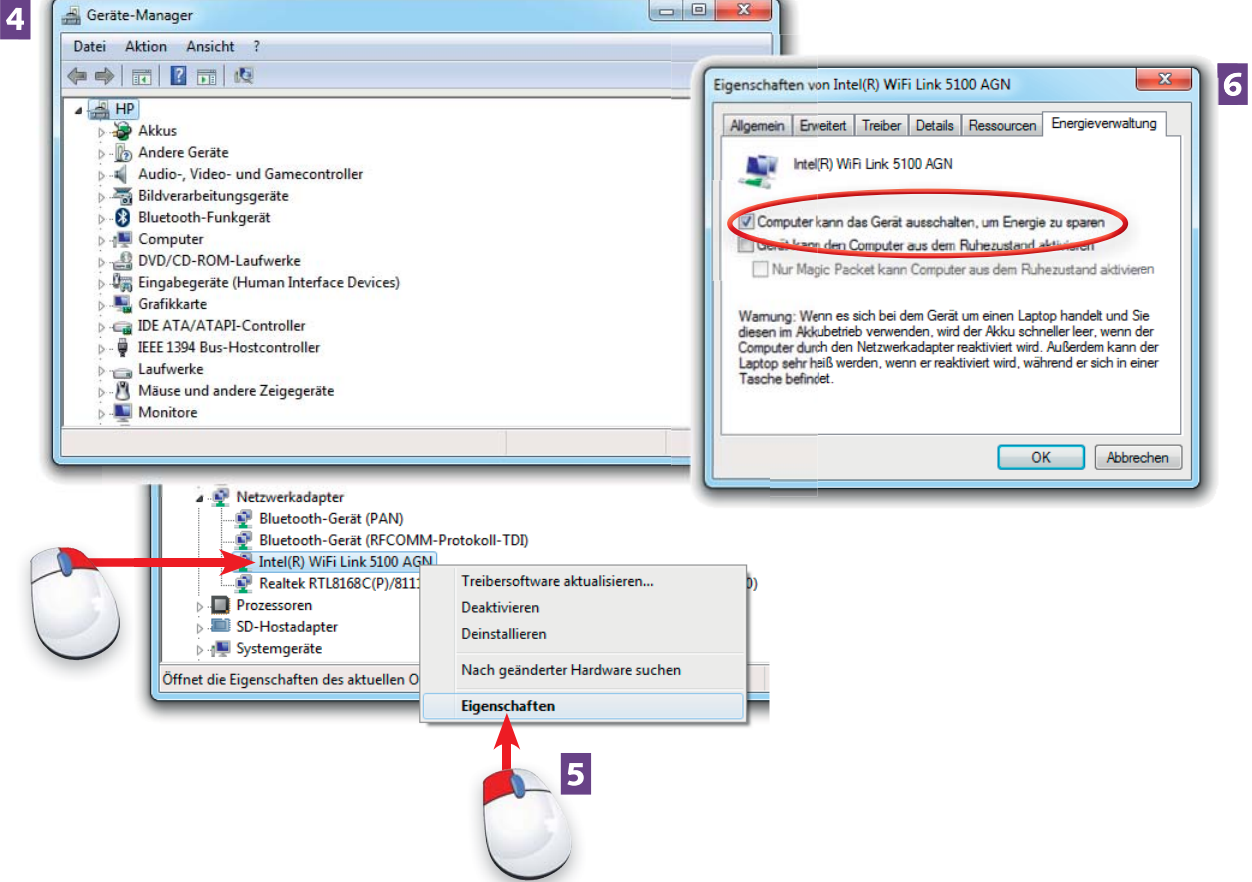 4
Geräte-Manager
Datei Aktion Ansicht ?
HP
Akkus
Andere Geräte
Audio-, Video- und Gamecontroller
Bildverarbeitungsgeräte
Bluetooth-Funkgerät
Computer
DVD/CD-ROM-Laufwerke
Eingabegeräte (Human Interface Devices)
Grafikkarte
IDE ATA/ATAPI-Controller
IEEE 1394 Bus-Hostcontroller
Laufwerke
Mäuse und andere Zeigegeräte
Monitore
Netzwerkadapter
Bluetooth-Gerät (PAN)
Bluetooth-Gerät (RFCOMM-Protokoll-TDI)
Intel(R) WiFi Link 5100 AGN
Realtek RTL8168C(P)/811 0)
Prozessoren
SD-Hostadapter
Systemgeräte
Öffnet die Eigenschaften des aktuellen O
Treibersoftware aktualisieren...
Deaktivieren
Deinstallieren
Nach geänderter Hardware suchen
Eigenschaften
5
6
Eigenschaften von Intel(R) WiFi Link 5100 AGN
Allgemein Erweitert Treiber Details Ressourcen Energieverwaltung
Intel(R) WiFi Link 5100 AGN
Computer kann das Gerät ausschalten, um Energie zu sparen
Gerät kann den Computer aus dem Ruhezustand aktivieren
Nur Magic Packet kann Computer aus dem Ruhezustand aktivieren
Warnung: Wenn es sich bei dem Gerät um einen Laptop handelt und Sie
diesen im Akkubetrieb verwenden, wird der Akku schneller leer, wenn der
Computer durch den Netzwerkadapter reaktiviert wird. Außerdem kann der
Laptop sehr heiß werden, wenn er reaktiviert wird, während er sich in einer
Tasche befindet.
OK Abbrechen